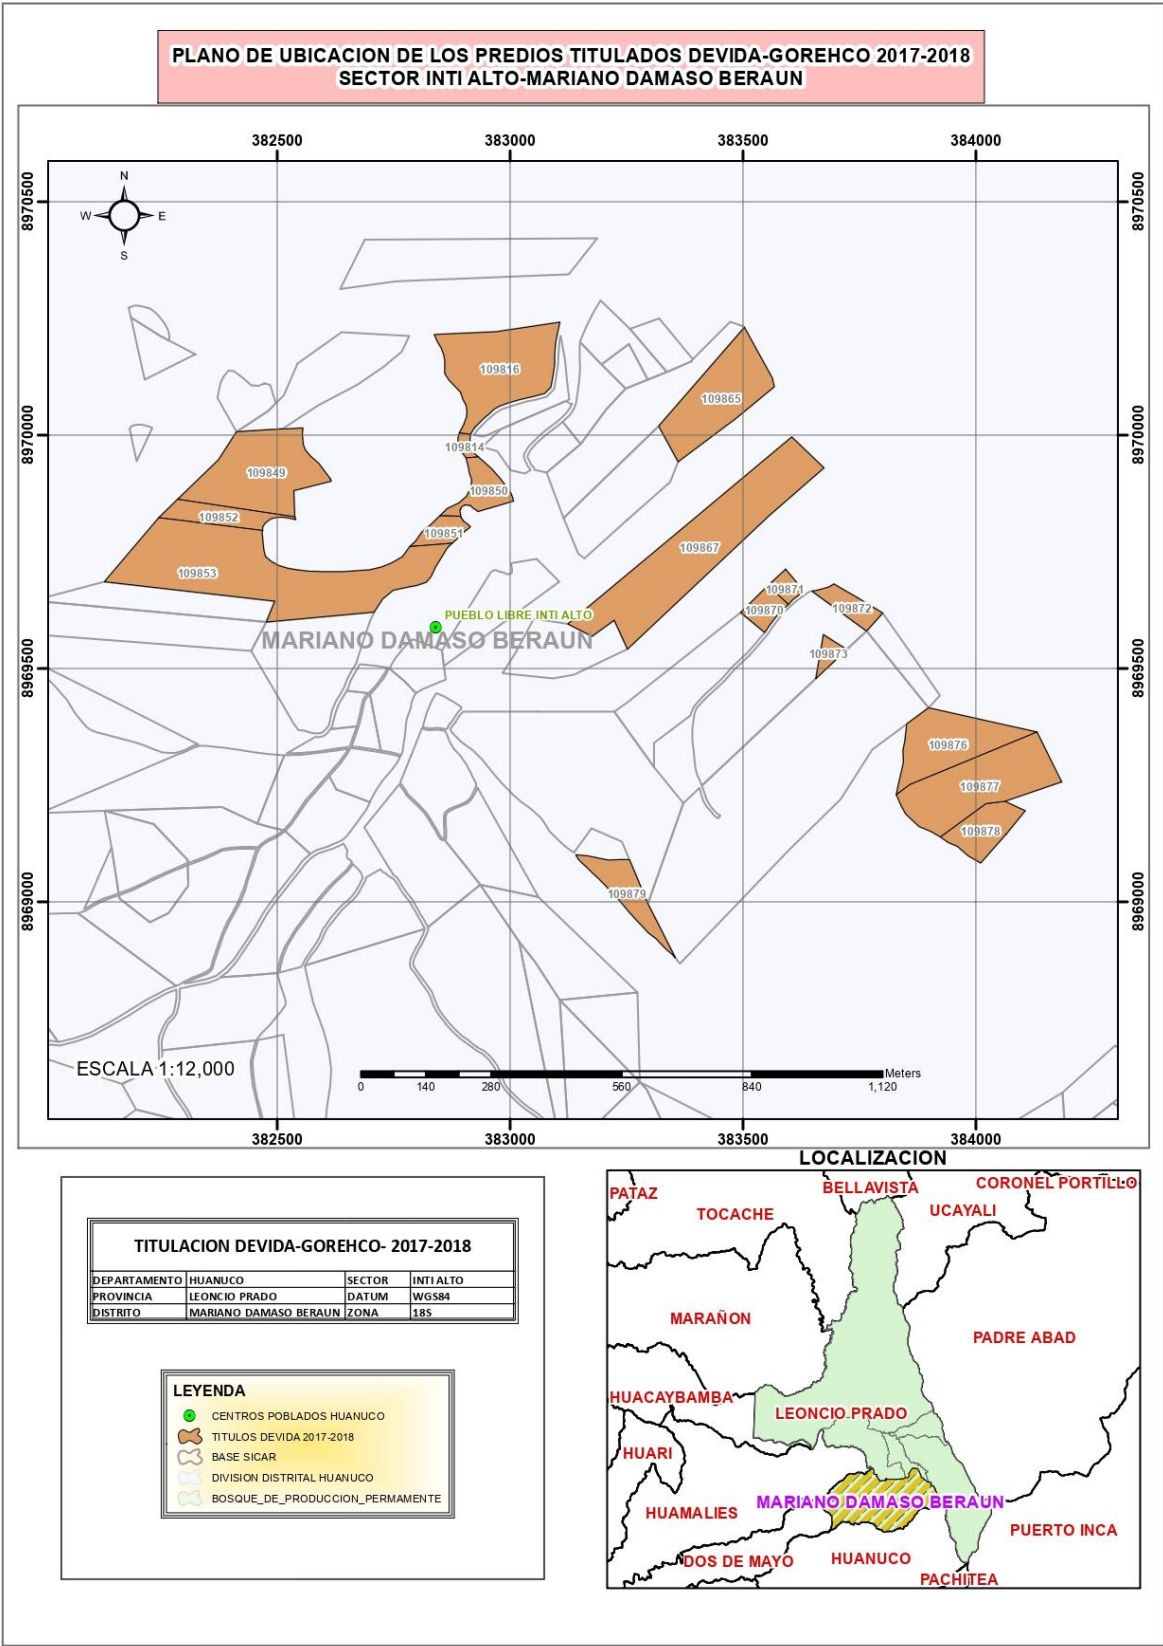 PLANO DE UBICACION DE LOS PREDIOS TITULADOS DEVIDA-GOREHCO 2017-2018
SECTOR INTI ALTO-MARIANO DAMASO BERAUN
382500 383000 383500 384000
8970500 8970500
N
W E
S
109816
109865
8970000 8970000
109814
109849
109850
109852
109851
109867
109853
109871
109870
109872
PUEBLO LIBRE INTI ALTO
MARIANO DAMASO BERAUN
109873
8969500 8969500
109876
109877
109878
109879
8969000 8969000
ESCALA 1:12,000
Meters
0 140 280 560 840 1,120
382500 383000 383500 384000
TITULACION DEVIDA-GOREHCO- 2017-2018
DEPARTAMENTO HUANUCO SECTOR INTI ALTO
PROVINCIA LEONCIO PRADO DATUM WGS84
DISTRITO MARIANO DAMASO BERAUN ZONA 18S
LEYENDA
CENTROS POBLADOS HUANUCO
TITULOS DEVIDA 2017-2018
BASE SICAR
DIVISION DISTRITAL HUANUCO
BOSQUE_DE_PRODUCCION_PERMAMENTE
LOCALIZACION
PATAZ
BELLAVISTA
CORONEL PORTILLO
TOCACHE
UCAYALI
MARAÑON
PADRE ABAD
HUACAYBAMBA
LEONCIO PRADO
HUARI
MARIANO DAMASO BERAUN
HUAMALIES
PUERTO INCA
DOS DE MAYO
HUANUCO
PACHITEA